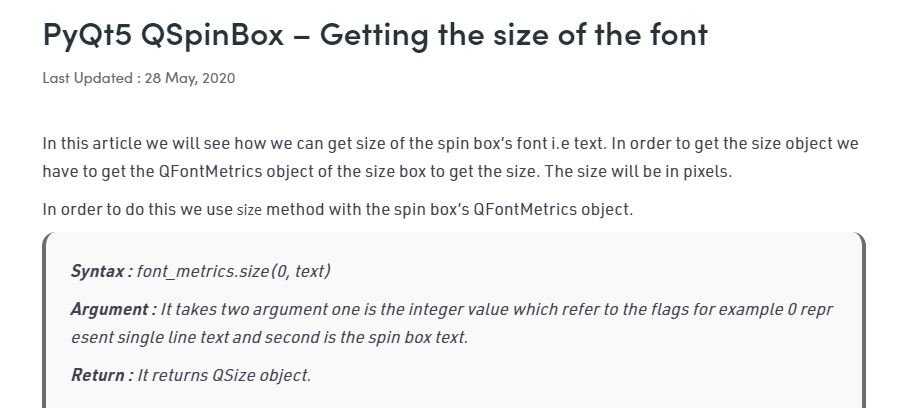 PyQt5 QSpinBox – Getting the size of the font
Last Updated : 28 May, 2020
In this article we will see how we can get size of the spin box's font i.e text. In order to get the size object we
have to get the QFontMetrics object of the size box to get the size. The size will be in pixels.
In order to do this we use size method with the spin box's QFontMetrics object.
Syntax : font_metrics.size(0, text)
Argument : It takes two argument one is the integer value which refer to the flags for example 0 repr
esent single line text and second is the spin box text.
Return : It returns QSize object.